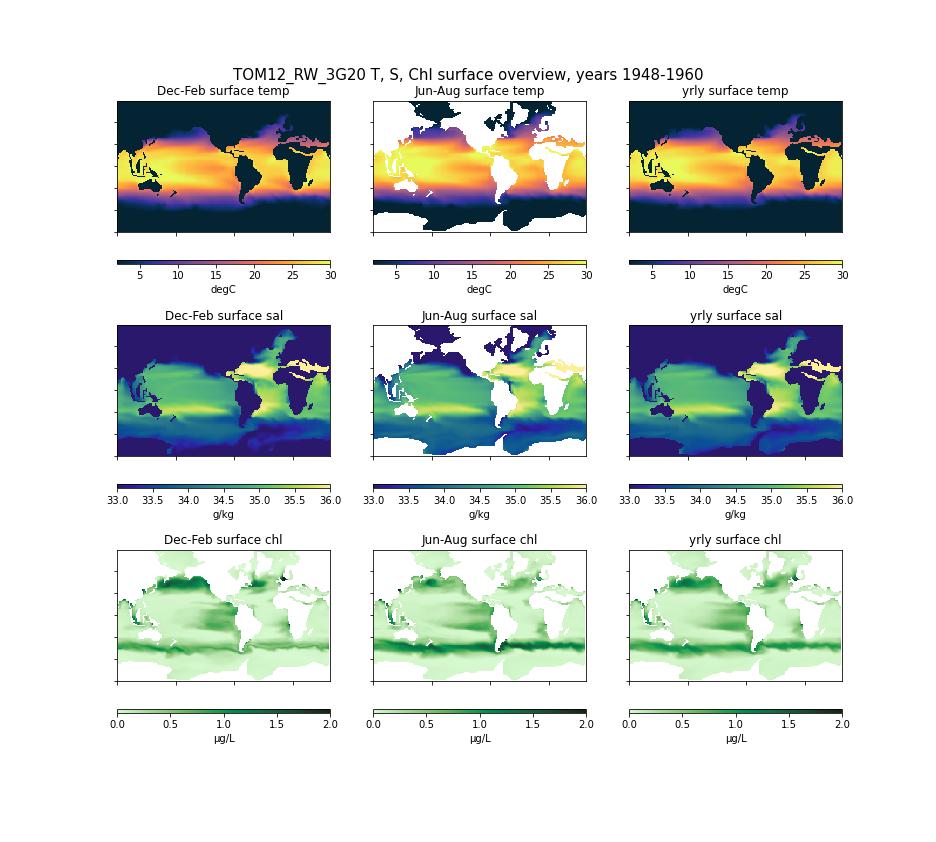 TOM12_RW_3G20 T, S, Chl surface overview, years 1948-1960
Dec-Feb surface temp Jun-Aug surface temp yrly surface temp
5 10 15 20 25 30 5 10 15 20 25 30 5 10 15 20 25 30
degC degC degC
Dec-Feb surface sal Jun-Aug surface sal yrly surface sal
33.0 33.5 34.0 34.5 35.0 35.5 36.0 33.0 33.5 34.0 34.5 35.0 35.5 36.0 33.0 33.5 34.0 34.5 35.0 35.5 36.0
g/kg g/kg g/kg
Dec-Feb surface chl Jun-Aug surface chl yrly surface chl
0.0 0.5 1.0 1.5 2.0 0.0 0.5 1.0 1.5 2.0 0.0 0.5 1.0 1.5 2.0
μg/L μg/L μg/L